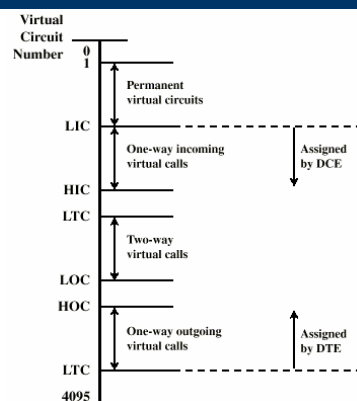 Virtual
Circuit
Number
0
1
Permanent
virtual circuits
LIC
One-way incoming
virtual calls
Assigned
by DCE
HIC
LTC
Two-way
virtual calls
LOC
HOC
One-way outgoing
virtual calls
Assigned
by DTE
LTC
4095